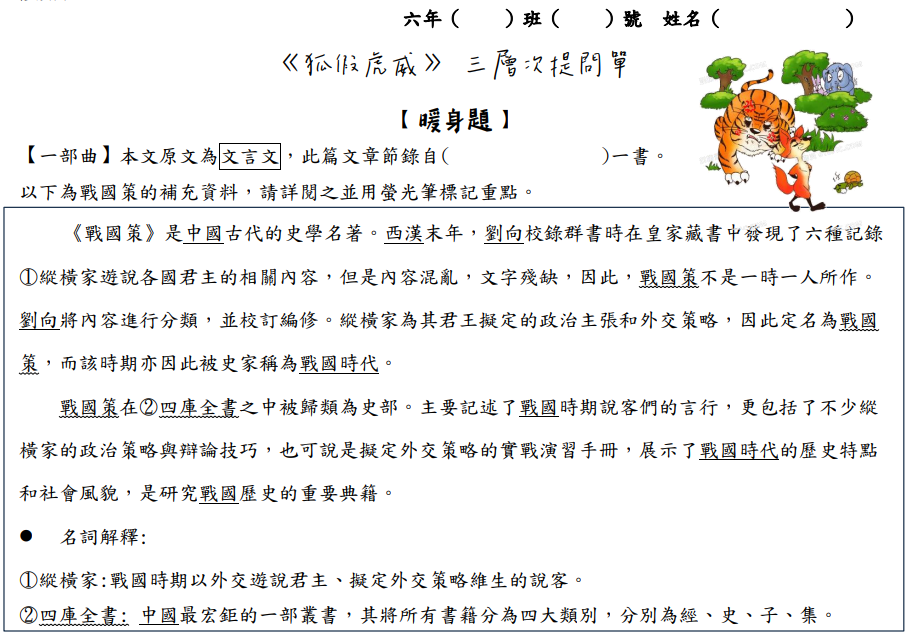 六年（　　）班（　　）號　姓名（　　　　　　）
《狐假虎威》 三層次提問單
【暖身題】
【一部曲】本文原文為文言文，此篇文章節錄自(　　　　　　　　)一書。
以下為戰國策的補充資料，請詳閱之並用螢光筆標記重點。
《戰國策》是中國古代的史學名著。西漢末年，劉向校錄群書時在皇家藏書中發現了六種記錄
①縱橫家遊說各國君主的相關內容，但是內容混亂，文字殘缺，因此，戰國策不是一時一人所作。
劉向將內容進行分類，並校訂編修。縱橫家為其君王擬定的政治主張和外交策略，因此定名為戰國
策，而該時期亦因此被史家稱為戰國時代。
戰國策在②四庫全書之中被歸類為史部。主要記述了戰國時期說客們的言行，更包括了不少縱
橫家的政治策略與辯論技巧，也可說是擬定外交策略的實戰演習手冊，展示了戰國時代的歷史特點
和社會風貌，是研究戰國歷史的重要典籍。
● 名詞解釋:
①縱橫家:戰國時期以外交遊說君主、擬定外交策略維生的說客。
②四庫全書: 中國最宏鉅的一部叢書，其將所有書籍分為四大類別，分別為經、史、子、集。